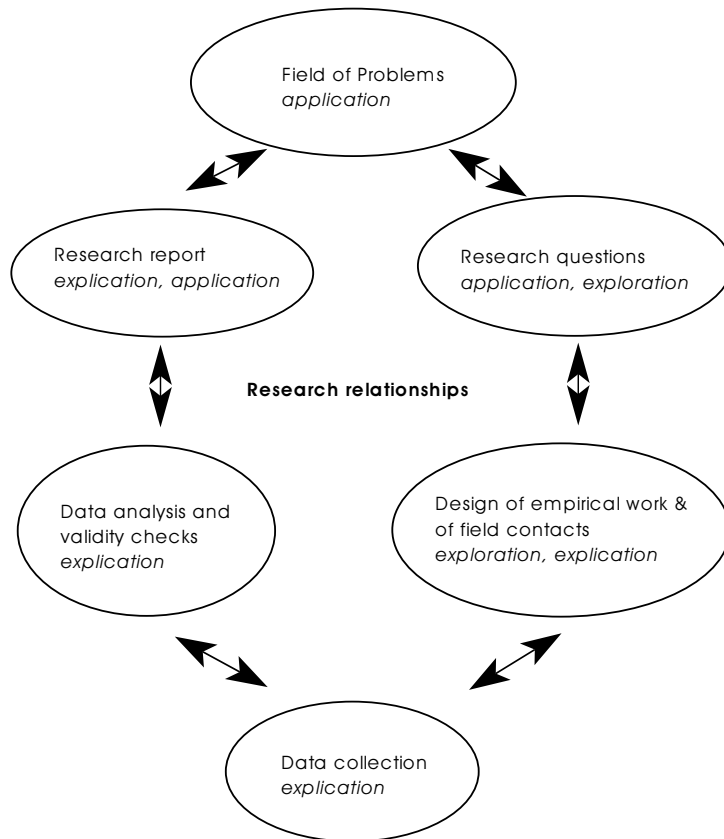 Field of Problems
application
Research report
explication, application
Research questions
application, exploration
Research relationships
Data analysis and
validity checks
explication
Design of empirical work &
of field contacts
exploration, explication
Data collection
explication